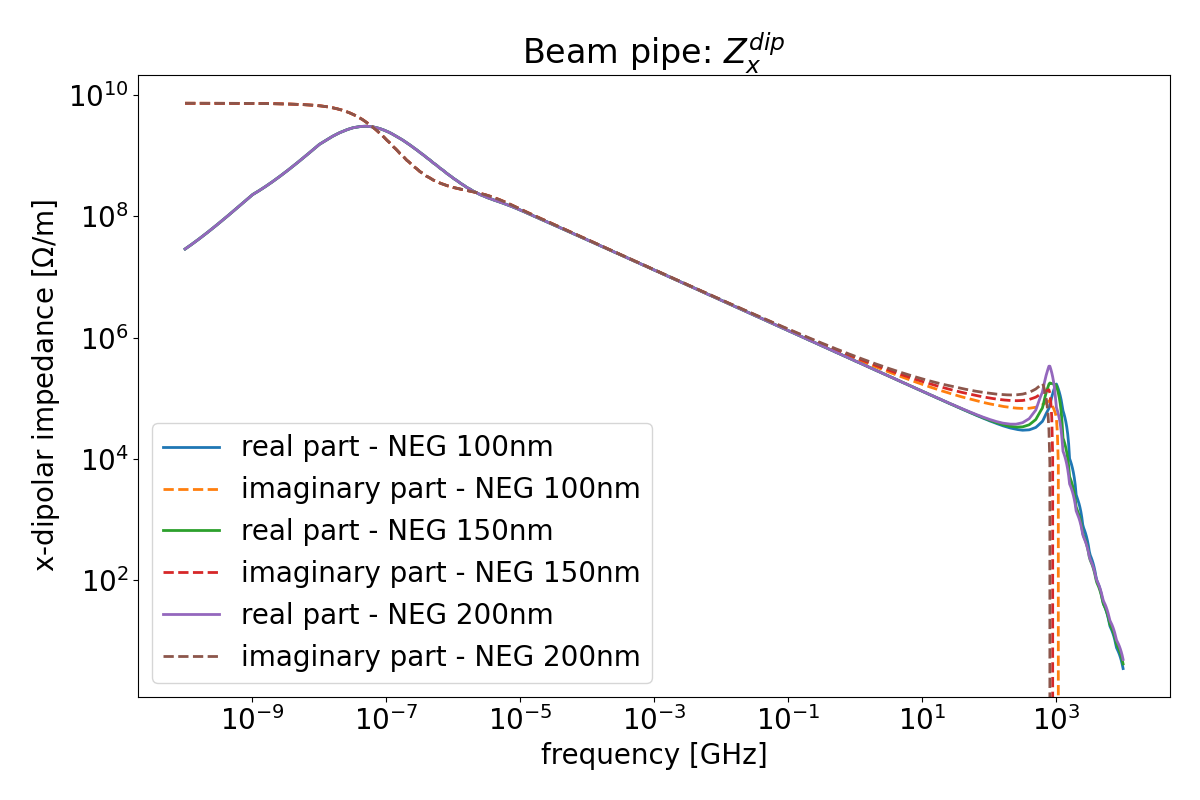 Beam pipe: $Z_x^{dip}$
x-dipolar impedance [Ω/m]
$10^{10}$
$10^{8}$
$10^{6}$
$10^{4}$
$10^{2}$
real part - NEG 100nm
imaginary part - NEG 100nm
real part - NEG 150nm
imaginary part - NEG 150nm
real part - NEG 200nm
imaginary part - NEG 200nm
$10^{-9}$ $10^{-7}$ $10^{-5}$ $10^{-3}$ $10^{-1}$ $10^{1}$ $10^{3}$
frequency [GHz]